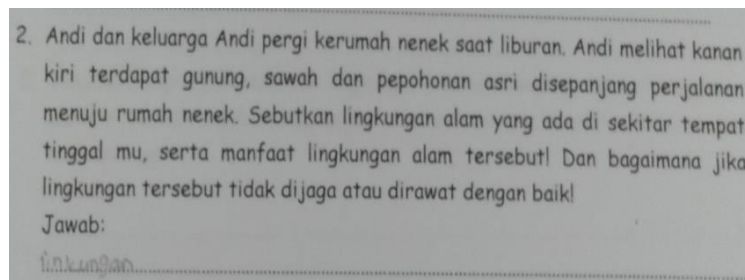 2. Andi dan keluarga Andi pergi kerumah nenek saat liburan. Andi melihat kanan
kiri terdapat gunung, sawah dan pepohonan asri disepanjang perjalanan
menuju rumah nenek. Sebutkan lingkungan alam yang ada di sekitar tempat
tinggal mu, serta manfaat lingkungan alam tersebut! Dan bagaimana jika
lingkungan tersebut tidak dijaga atau dirawat dengan baik!
Jawab:
linkungan